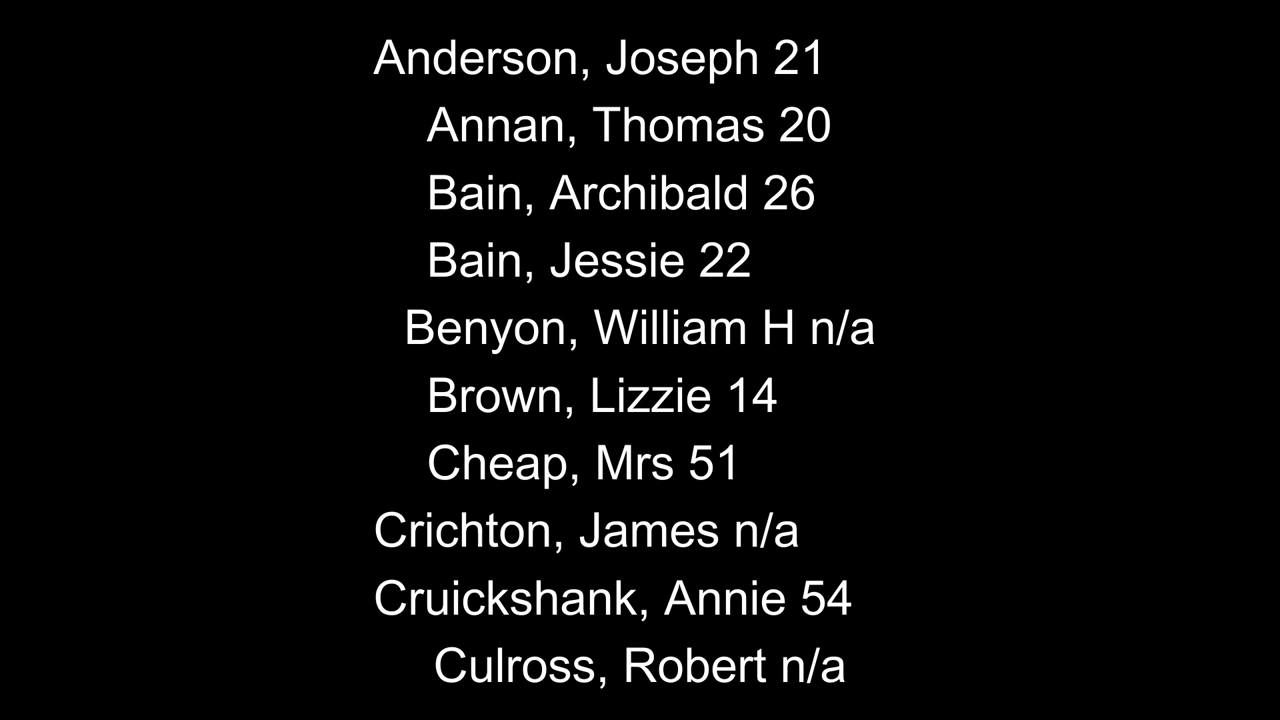 Anderson, Joseph 21
Annan, Thomas 20
Bain, Archibald 26
Bain, Jessie 22
Benyon, William H n/a
Brown, Lizzie 14
Cheap, Mrs 51
Crichton, James n/a
Cruickshank, Annie 54
Culross, Robert n/a